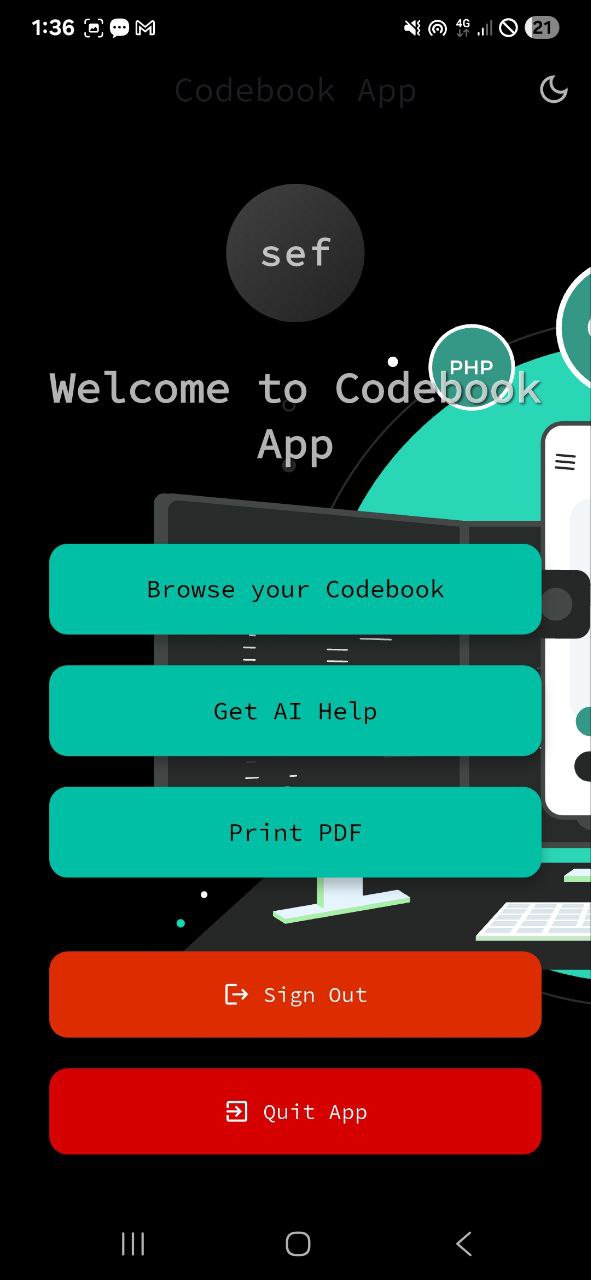 1:36
4G
21
Codebook App
sef
PHP
Welcome to Codebook
App
Browse your Codebook
Get AI Help
Print PDF
Sign Out
Quit App